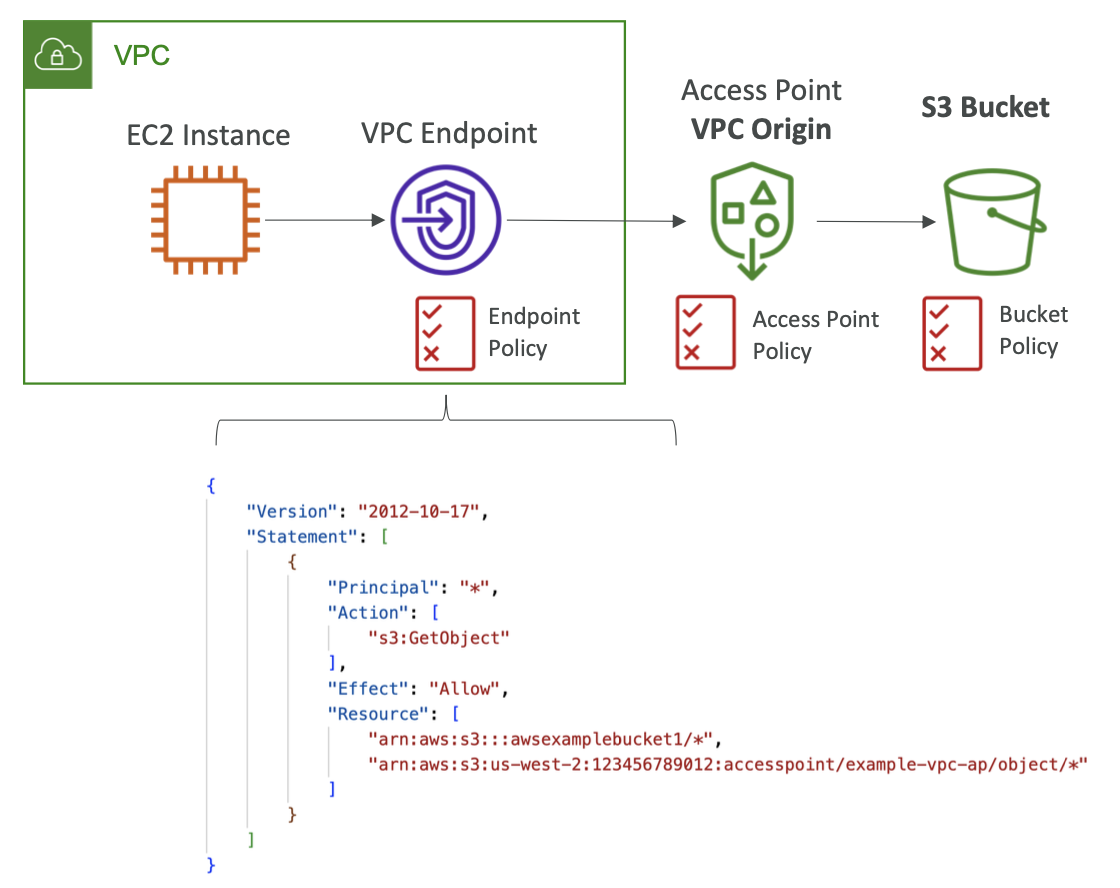 VPC
EC2 Instance
VPC Endpoint
Access Point
VPC Origin
S3 Bucket
Endpoint
Policy
Access Point
Policy
Bucket
Policy
{
"Version": "2012-10-17",
"Statement": [
{
"Principal": "*",
"Action": [
"s3:GetObject"
],
"Effect": "Allow",
"Resource": [
"arn:aws:s3:::awsexamplebucket1/*",
"arn:aws:s3:us-west-2:123456789012:accesspoint/example-vpc-ap/object/*"
]
}
]
}